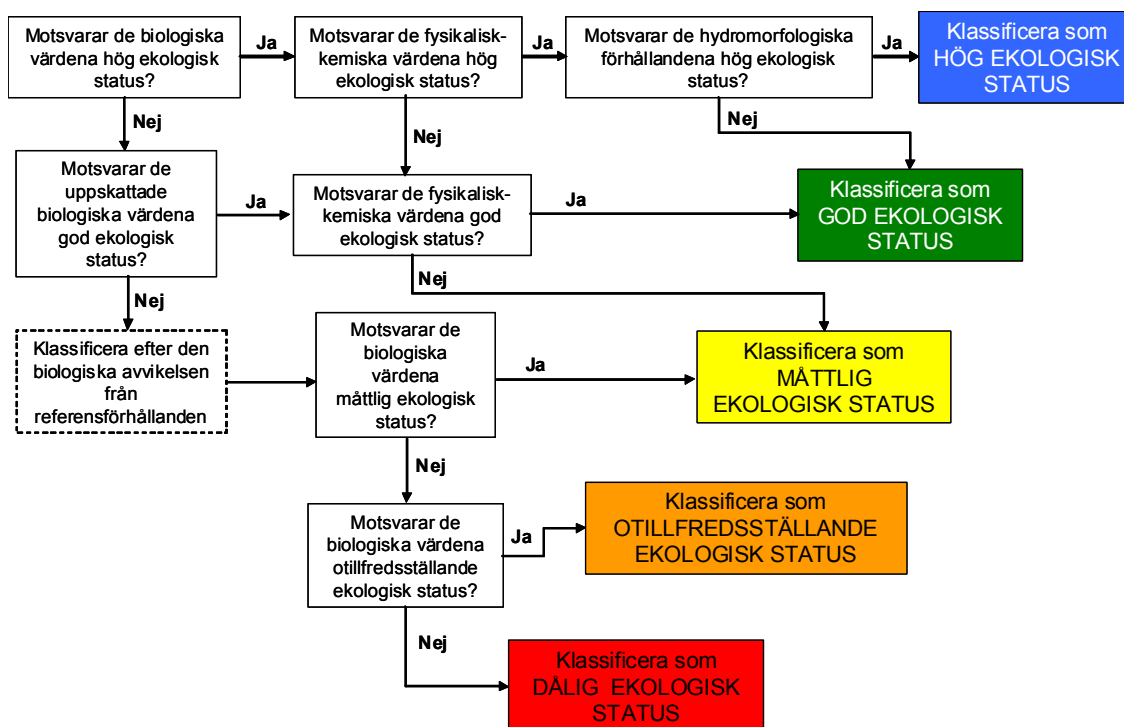 Motsvarar de biologiska
värdena hög ekologisk
status?
Ja
Motsvarar de fysikalisk-
kemiska värdena hög
ekologisk status?
Ja
Motsvarar de hydromorfologiska
förhållandena hög ekologisk
status?
Ja
Klassificera som
HÖG EKOLOGISK
STATUS
Nej
Nej
Nej
Motsvarar de
uppskattade
biologiska värdena
god ekologisk
status?
Ja
Motsvarar de fysikalisk-
kemiska värdena god
ekologisk status?
Ja
Klassificera som
GOD EKOLOGISK
STATUS
Nej
Nej
Klassificera efter den
biologiska avvikelsen
från
referensförhållanden
Motsvarar de
biologiska
värdena
måttlig ekologisk
status?
Ja
Klassificera som
MÅTTLIG
EKOLOGISK STATUS
Nej
Motsvarar de
biologiska värdena
otillfredsställande
ekologisk status?
Ja
Klassificera som
OTILLFREDSSTÄLLANDE
EKOLOGISK STATUS
Nej
Klassificera som
DÅLIG EKOLOGISK
STATUS